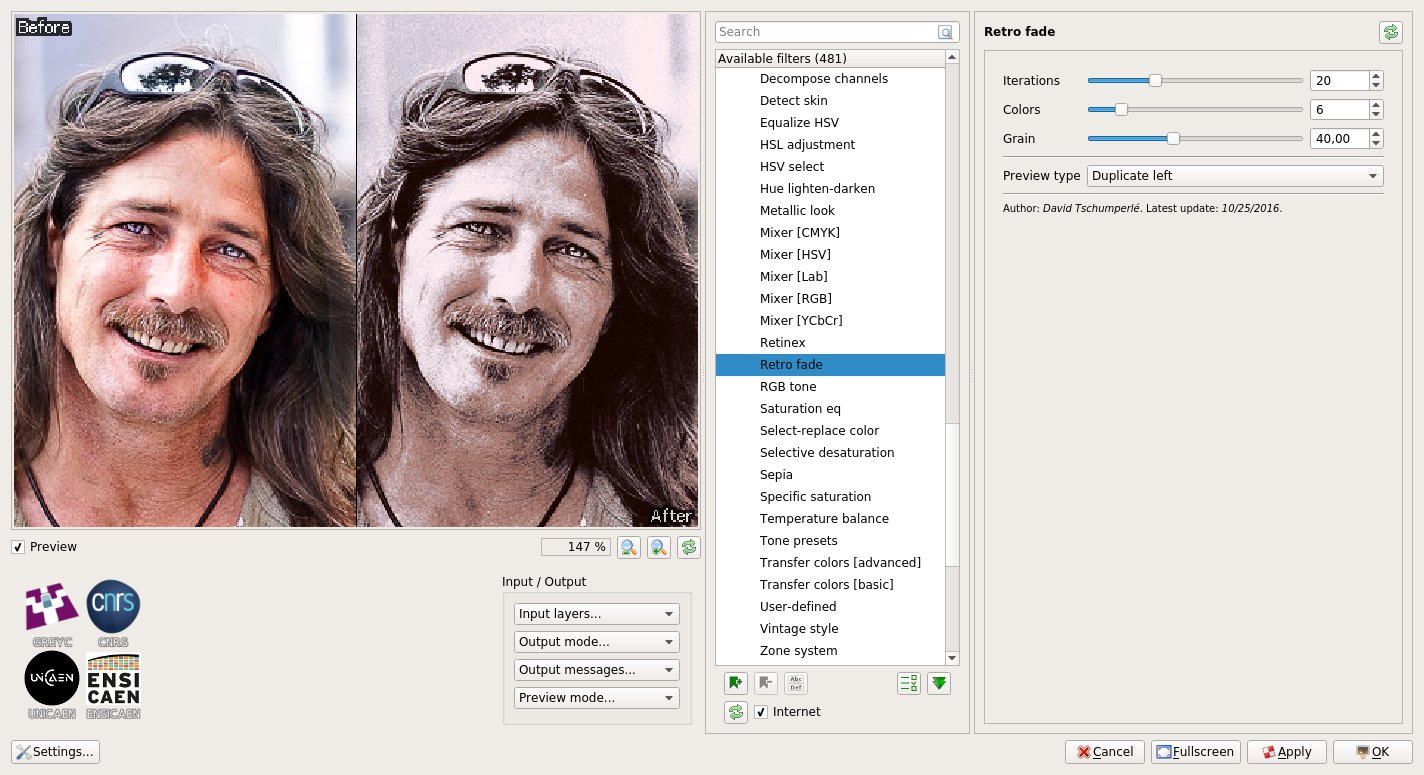 Before
After
Preview
147 %
GREYC
CNRS
cnrs
UNICAEN
UNICAEN
ENSI
CAEN
ENSICAEN
Input / Output
Input layers...
Output mode...
Output messages...
Preview mode...
Settings...
Search
Available filters (481)
Decompose channels
Detect skin
Equalize HSV
HSL adjustment
HSV select
Hue lighten-darken
Metallic look
Mixer [CMYK]
Mixer [HSV]
Mixer [Lab]
Mixer [RGB]
Mixer [YCbCr]
Retinex
Retro fade
RGB tone
Saturation eq
Select-replace color
Selective desaturation
Sepia
Specific saturation
Temperature balance
Tone presets
Transfer colors [advanced]
Transfer colors [basic]
User-defined
Vintage style
Zone system
Abc
Def
Internet
Retro fade
Iterations 20
Colors 6
Grain 40,00
Preview type Duplicate left
Author: David Tschumperlé. Latest update: 10/25/2016.
Cancel
Fullscreen
Apply
OK